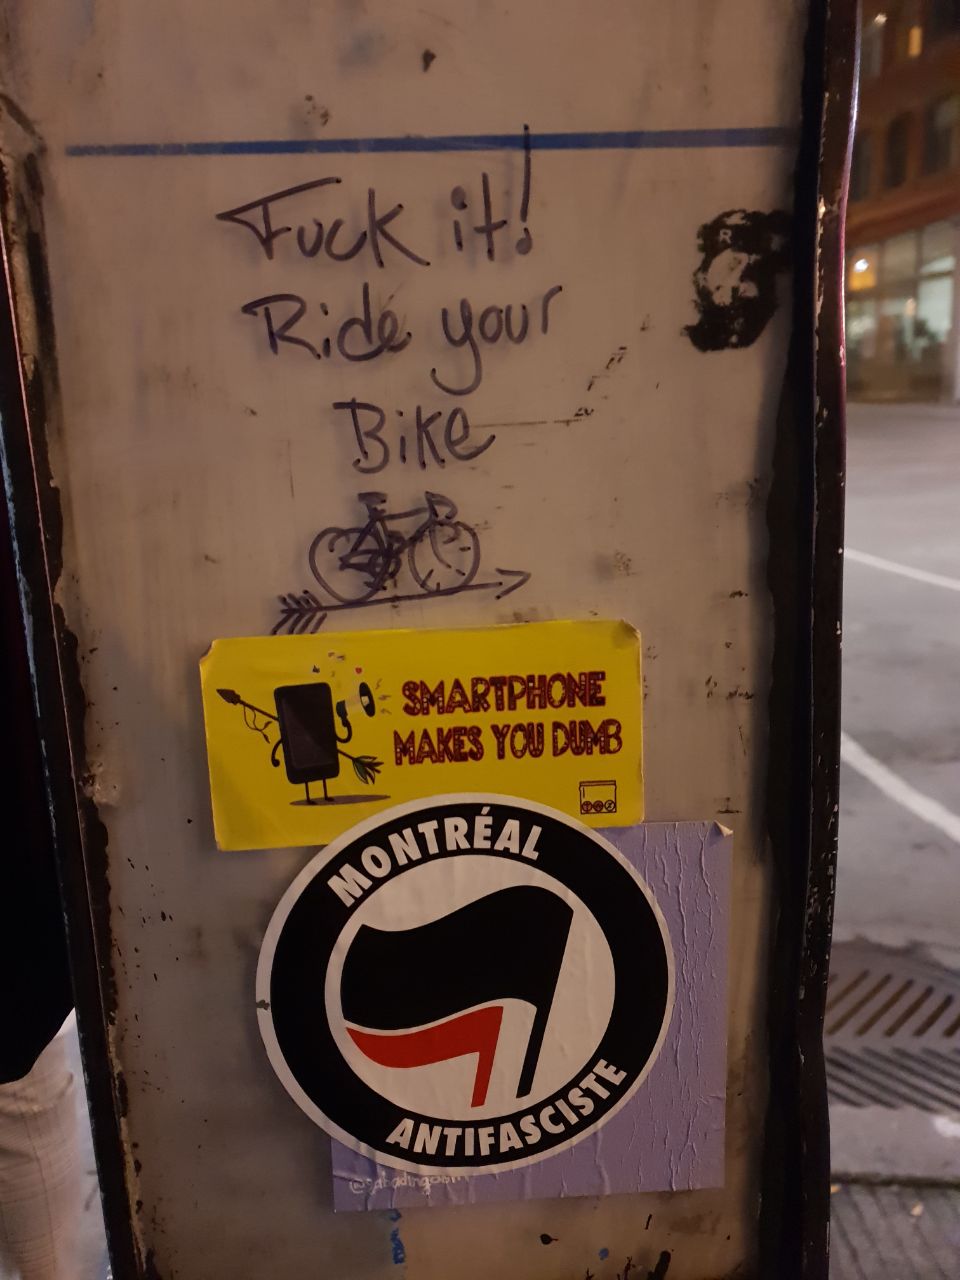 Fuck it!
Ride your
Bike
SMARTPHONE
MAKES YOU DUMB
MONTRÉAL
ANTIFASCISTE